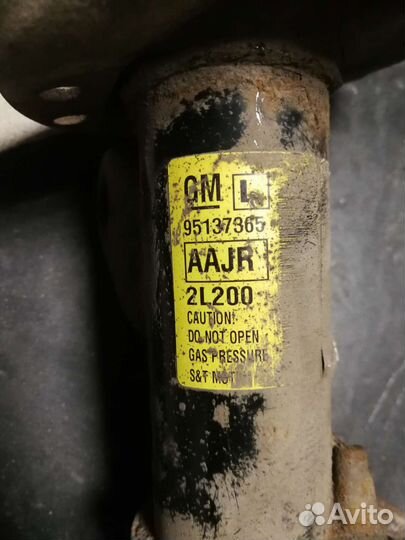 GM L
95137365
AAJR
2L200
CAUTION!
DO NOT OPEN
GAS PRESSURE
S&T MOT
Avito